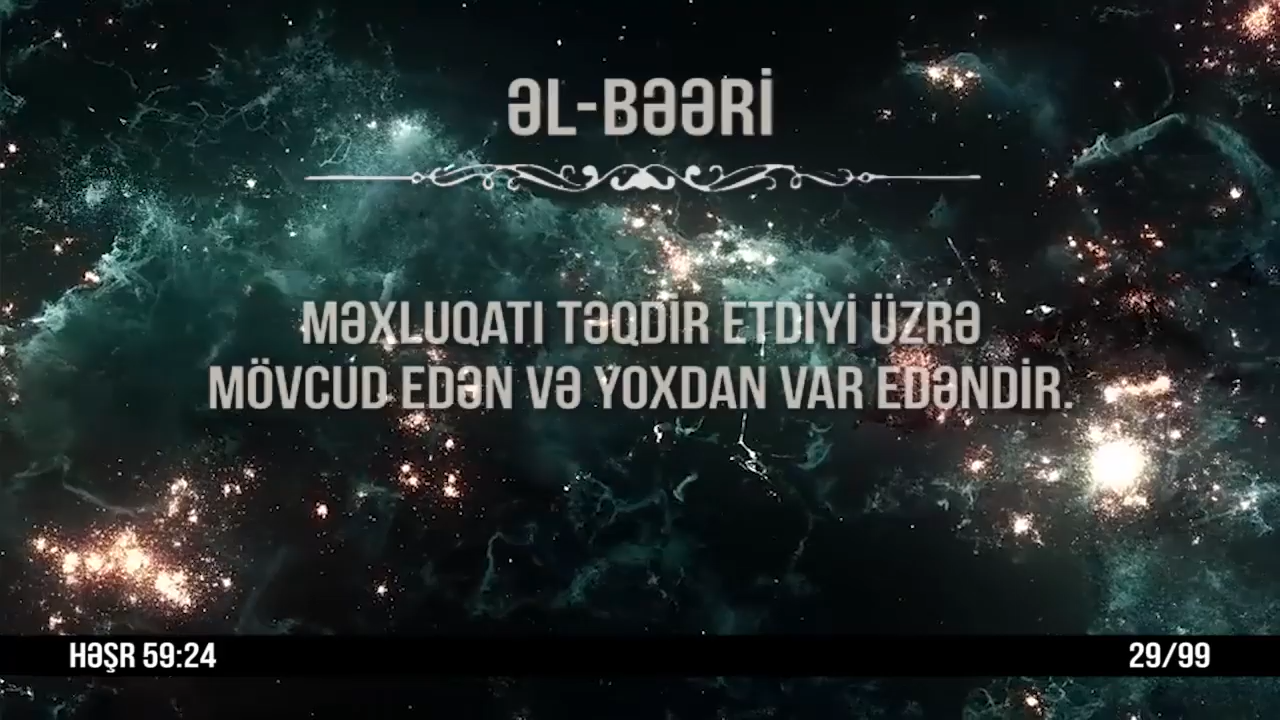 ƏL-BƏƏRİ
MƏXLUQATI TƏQDİR ETDİYİ ÜZRƏ
MÖVCUD EDƏN VƏ YOXDAN VAR EDƏNDİR.
HƏŞR 59:24
29/99